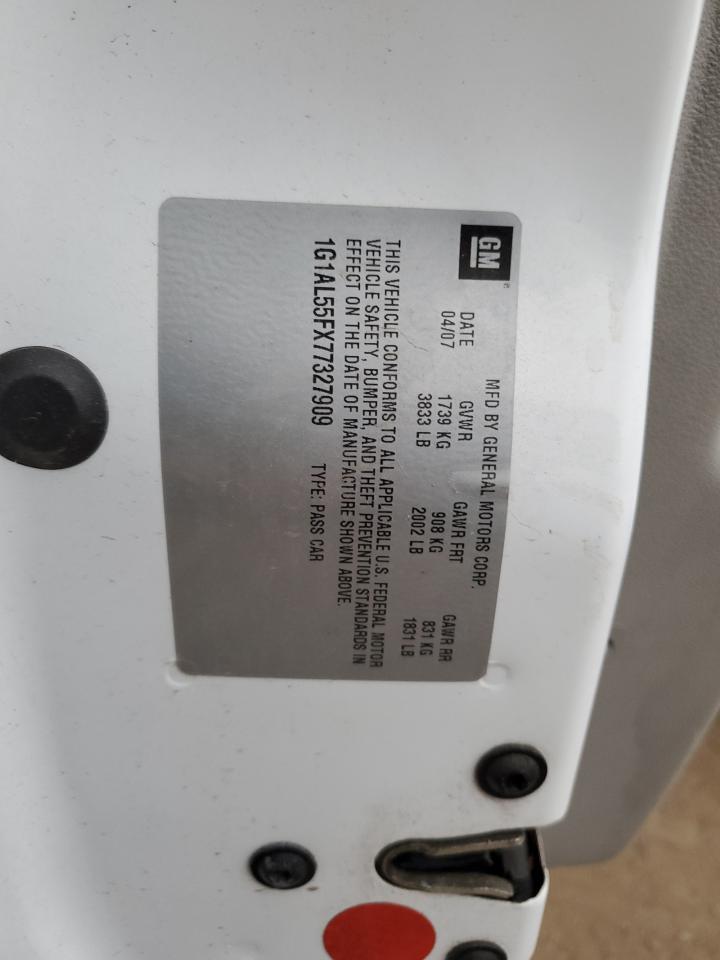 GM
MFD BY GENERAL MOTORS CORP.
DATE GVWR GAWR FRT GAWR RR
04/07 1739 KG 908 KG 831 KG
3833 LB 2002 LB 1831 LB
THIS VEHICLE CONFORMS TO ALL APPLICABLE U.S. FEDERAL MOTOR
VEHICLE SAFETY, BUMPER, AND THEFT PREVENTION STANDARDS IN
EFFECT ON THE DATE OF MANUFACTURE SHOWN ABOVE.
1G1AL55FX77327909 TYPE: PASS CAR